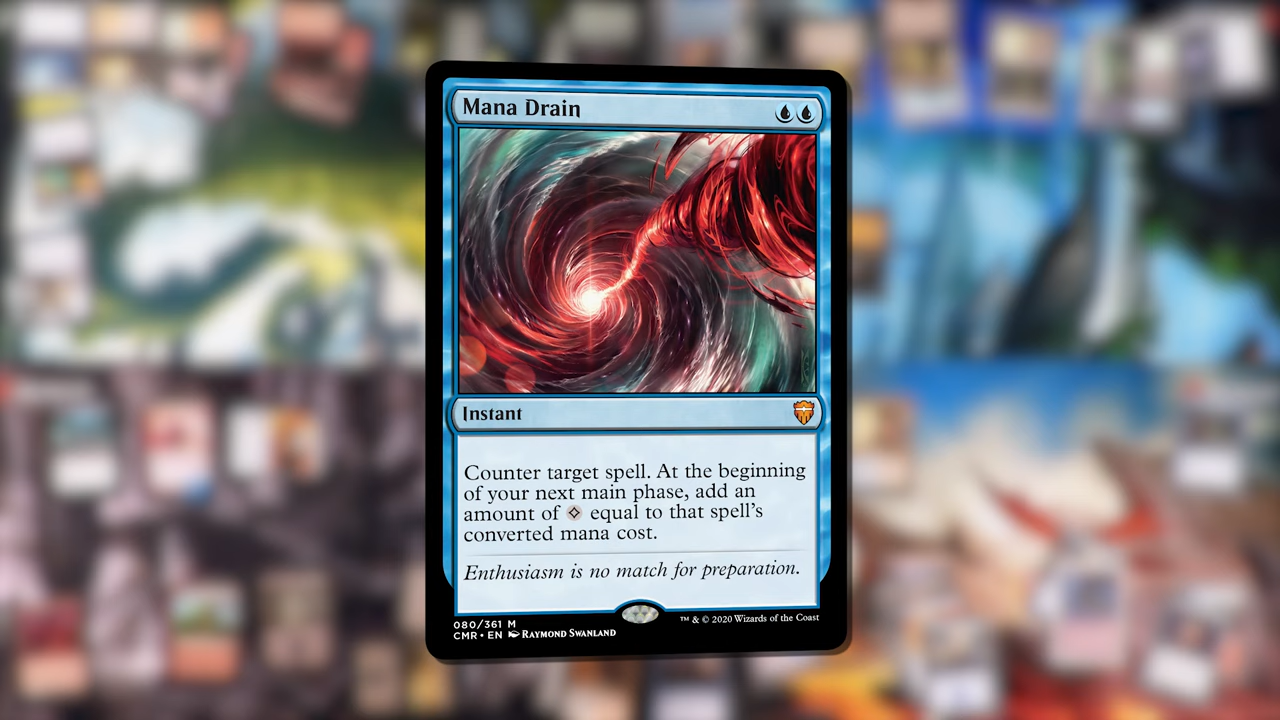 Mana Drain
Instant
Counter target spell. At the beginning
of your next main phase, add an
amount of equal to that spell's
converted mana cost.
Enthusiasm is no match for preparation.
080/361 M
CMR • EN Raymond Swanland
™ & © 2020 Wizards of the Coast